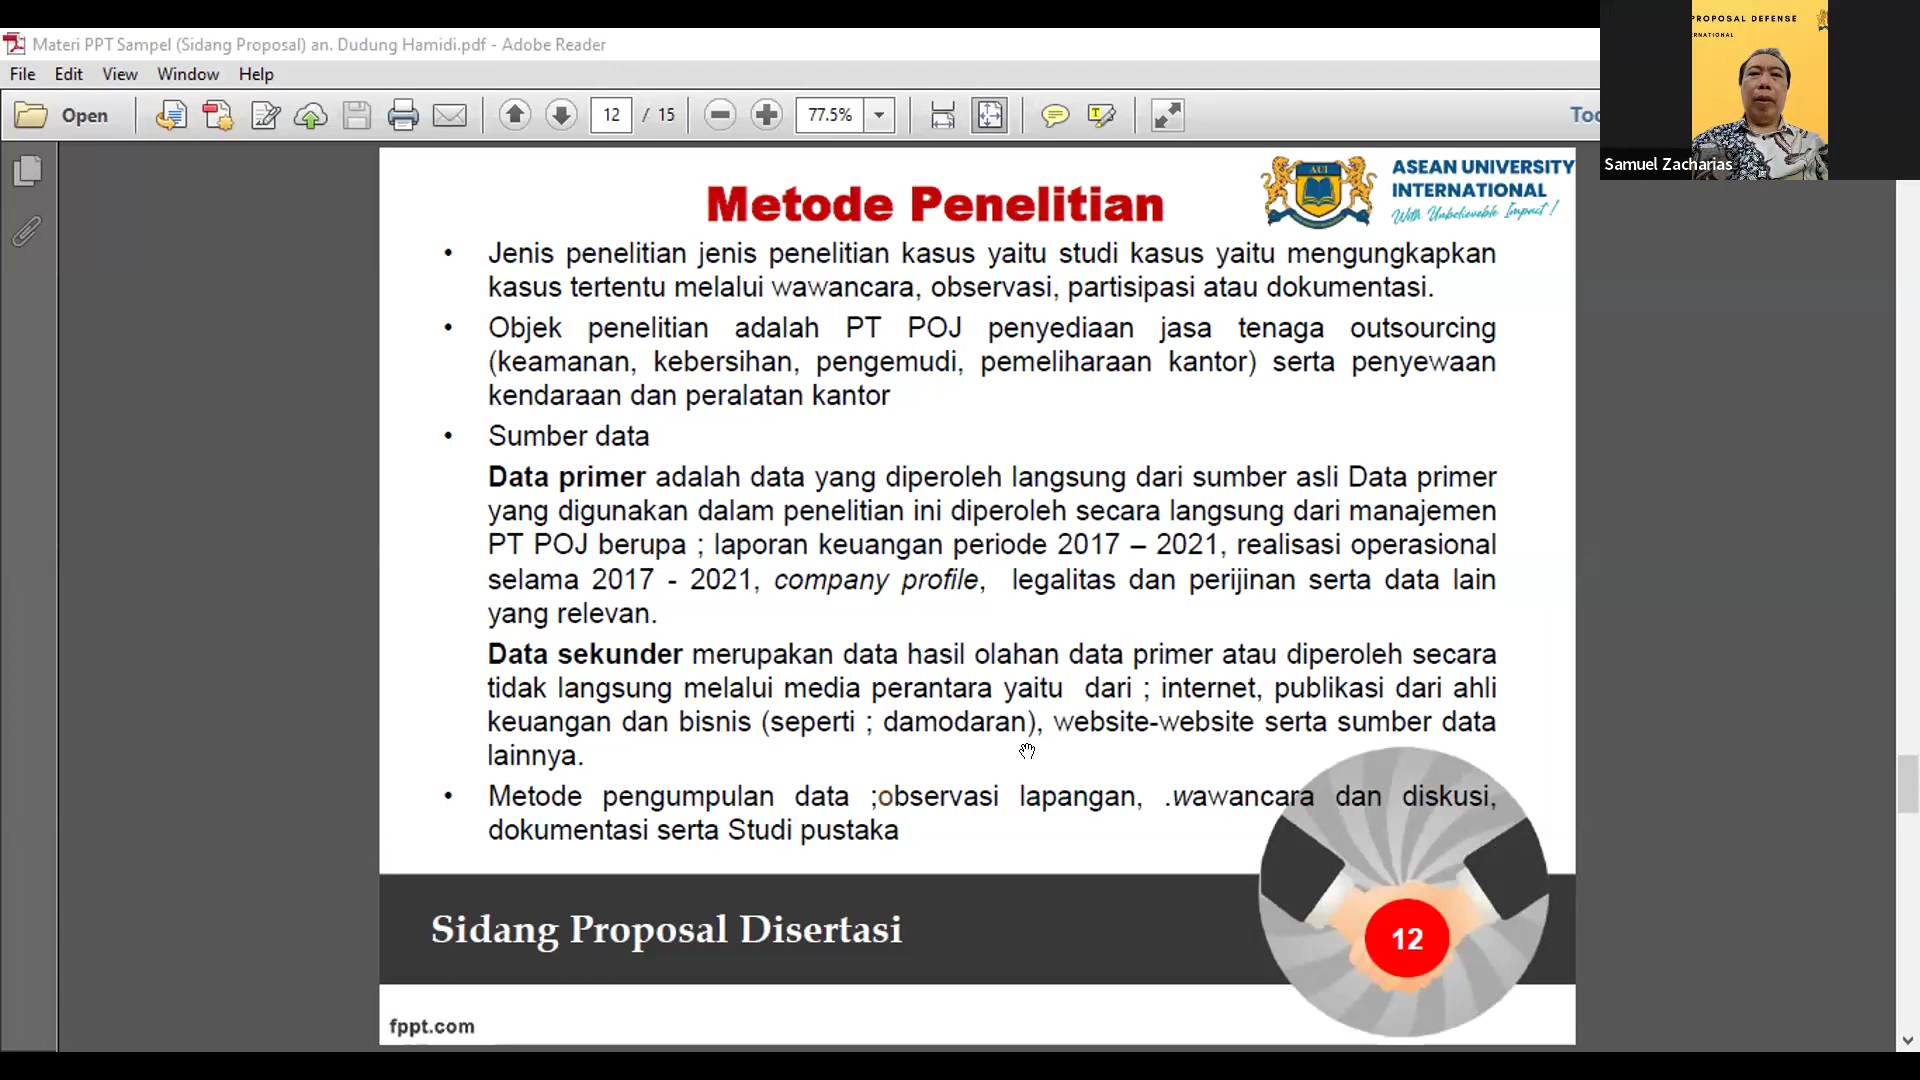 Materi PPT Sampel (Sidang Proposal) an. Dudung Hamidi.pdf - Adobe Reader
File Edit View Window Help
Open 12 / 15 77.5%
PROPOSAL DEFENSE
Samuel Zacharias
AUI
ASEAN UNIVERSITY
INTERNATIONAL
With Unbelievable Impact!
Metode Penelitian
• Jenis penelitian jenis penelitian kasus yaitu studi kasus yaitu mengungkapkan
kasus tertentu melalui wawancara, observasi, partisipasi atau dokumentasi.
• Objek penelitian adalah PT POJ penyediaan jasa tenaga outsourcing
(keamanan, kebersihan, pengemudi, pemeliharaan kantor) serta penyewaan
kendaraan dan peralatan kantor
• Sumber data
Data primer adalah data yang diperoleh langsung dari sumber asli Data primer
yang digunakan dalam penelitian ini diperoleh secara langsung dari manajemen
PT POJ berupa ; laporan keuangan periode 2017 – 2021, realisasi operasional
selama 2017 - 2021, company profile, legalitas dan perijinan serta data lain
yang relevan.
Data sekunder merupakan data hasil olahan data primer atau diperoleh secara
tidak langsung melalui media perantara yaitu dari ; internet, publikasi dari ahli
keuangan dan bisnis (seperti ; damodaran), website-website serta sumber data
lainnya.
• Metode pengumpulan data ;observasi lapangan, .wawancara dan diskusi,
dokumentasi serta Studi pustaka
Sidang Proposal Disertasi
12
fppt.com